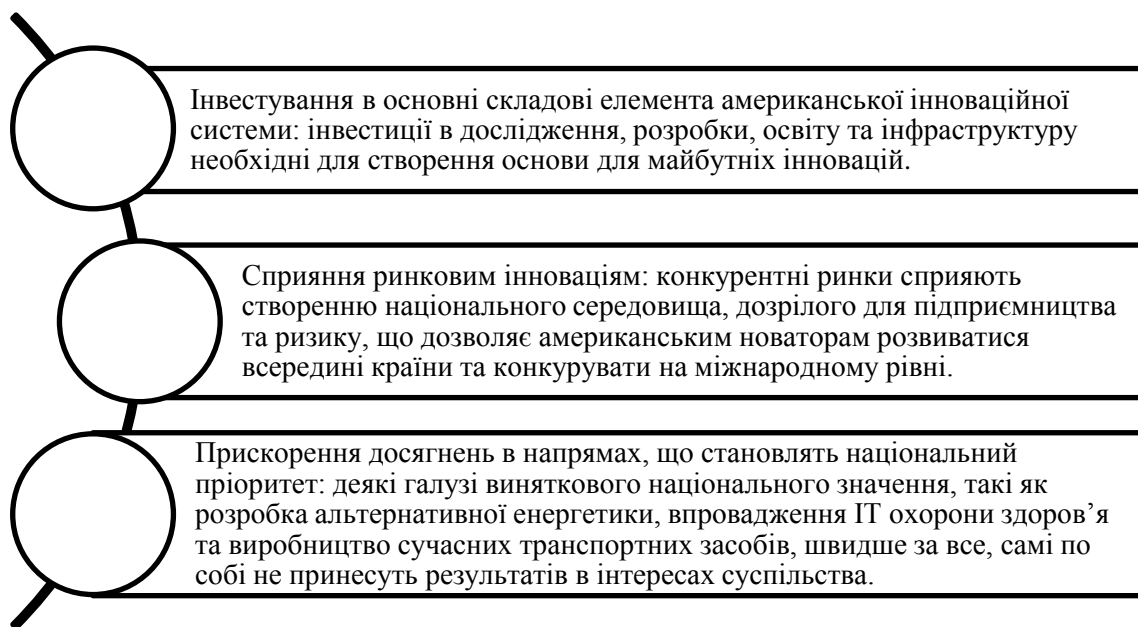 Інвестування в основні складові елемента американської інноваційної
системи: інвестиції в дослідження, розробки, освіту та інфраструктуру
необхідні для створення основи для майбутніх інновацій.
Сприяння ринковим інноваціям: конкурентні ринки сприяють
створенню національного середовища, дозрілого для підприємництва
та ризику, що дозволяє американським новаторам розвиватися
всередині країни та конкурувати на міжнародному рівні.
Прискорення досягнень в напрямах, що становлять національний
пріоритет: деякі галузі виняткового національного значення, такі як
розробка альтернативної енергетики, впровадження ІТ охорони здоров’я
та виробництво сучасних транспортних засобів, швидше за все, самі по
собі не принесуть результатів в інтересах суспільства.